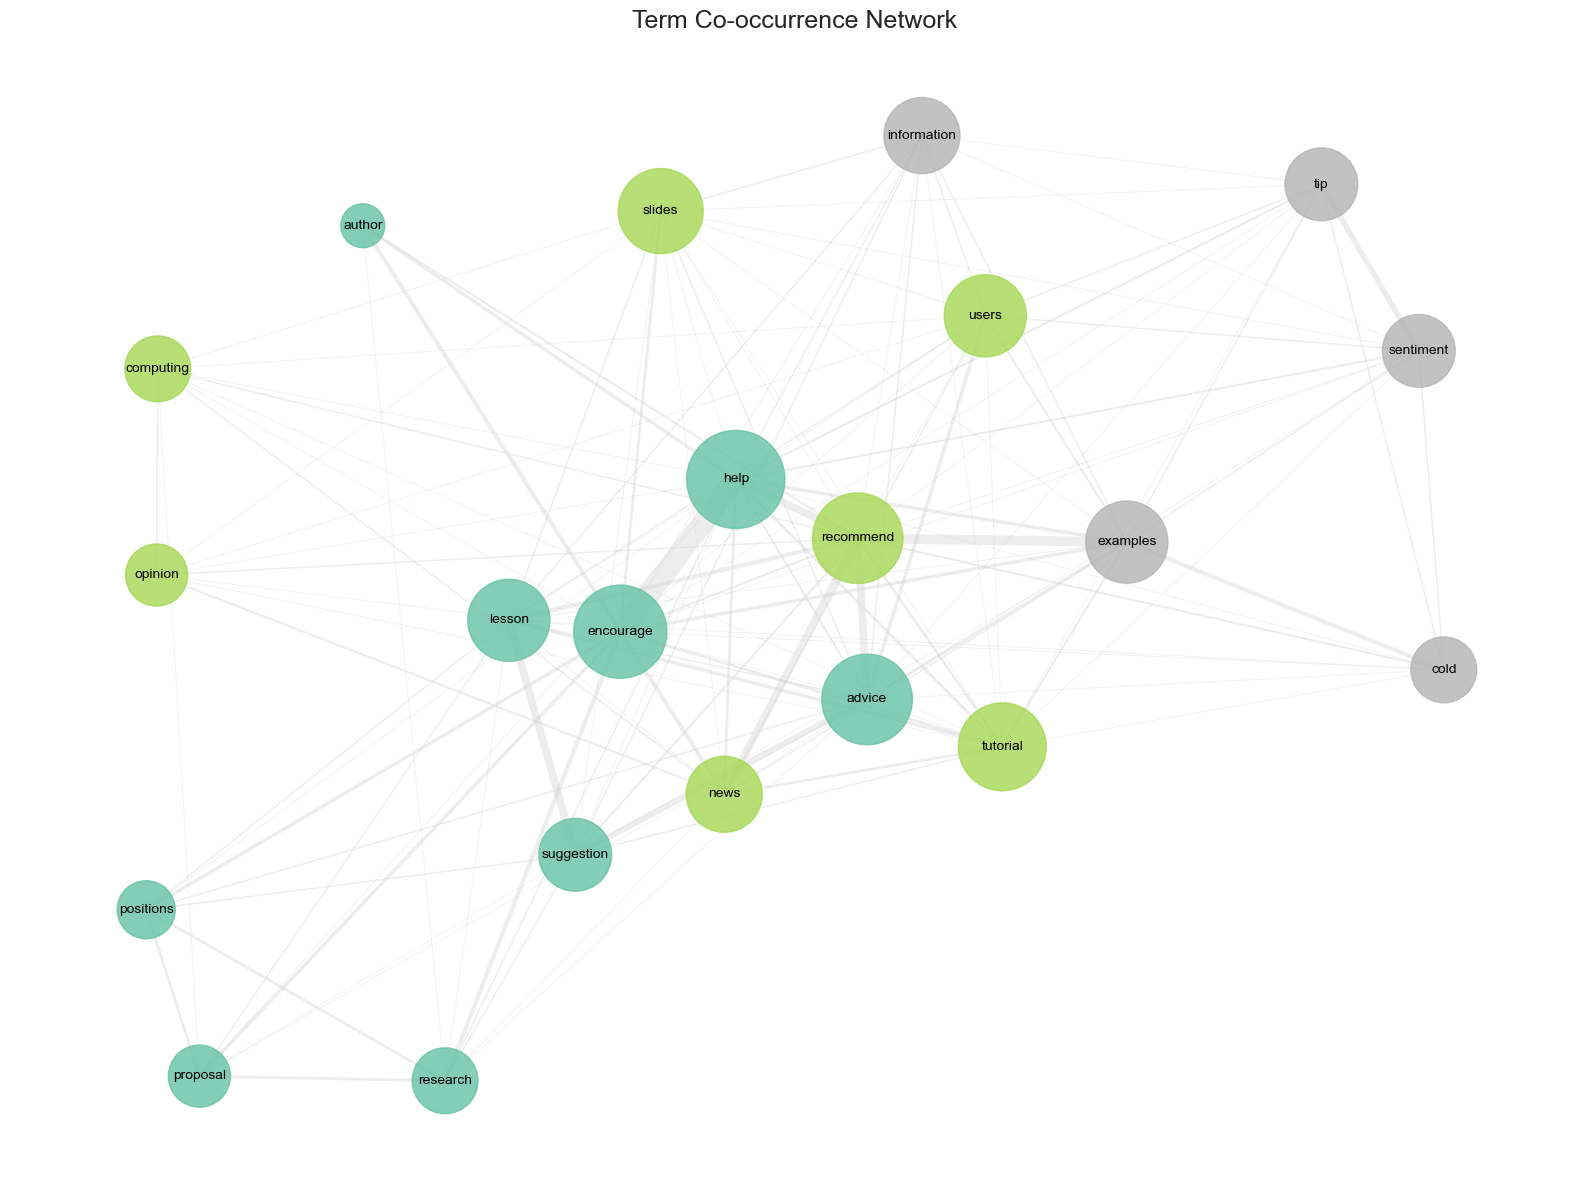 Term Co-occurrence Network
information
tip
slides
author
users
sentiment
computing
help
recommend
examples
opinion
lesson
encourage
cold
advice
tutorial
news
suggestion
positions
proposal
research